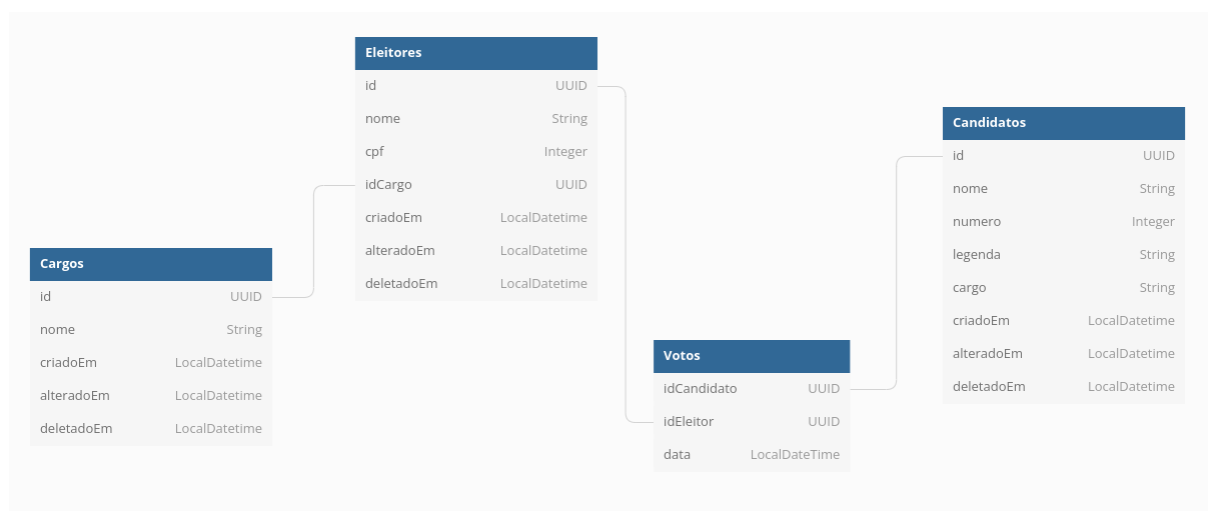 Eleitores
id UUID
nome String
cpf Integer
idCargo UUID
criadoEm LocalDatetime
alteradoEm LocalDatetime
deletadoEm LocalDatetime
Candidatos
id UUID
nome String
numero Integer
legenda String
cargo String
criadoEm LocalDatetime
alteradoEm LocalDatetime
deletadoEm LocalDatetime
Cargos
id UUID
nome String
criadoEm LocalDatetime
alteradoEm LocalDatetime
deletadoEm LocalDatetime
Votos
idCandidato UUID
idEleitor UUID
data LocalDateTime